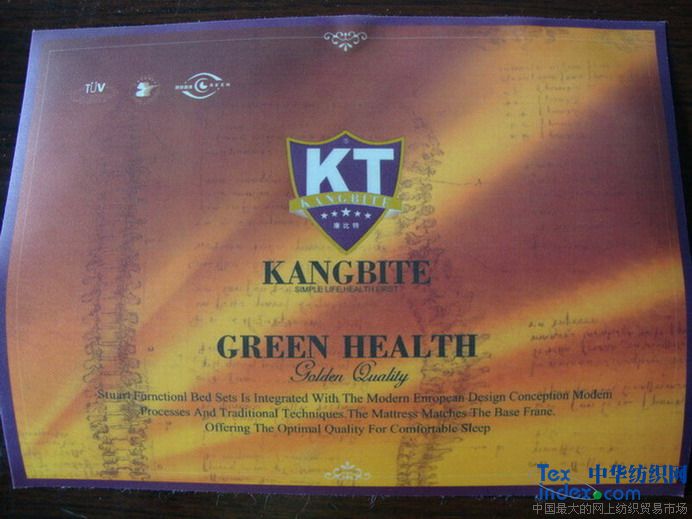 TÜV
KT
®
KANGBITE
康比特
KANGBITE
SIMPLE LIFE,HEALTH FIRST
GREEN HEALTH
Golden Quality
Stuart Furnctionl Bed Sets Is Integrated With The Modern Enropean Design Conception Modem
Processes And Traditional Techniques.The Mattress Matches The Base Frane.
Offering The Optimal Quality For Comfortable Sleep
Tex 中华纺织网
Index.com
中国最大的网上纺织贸易市场